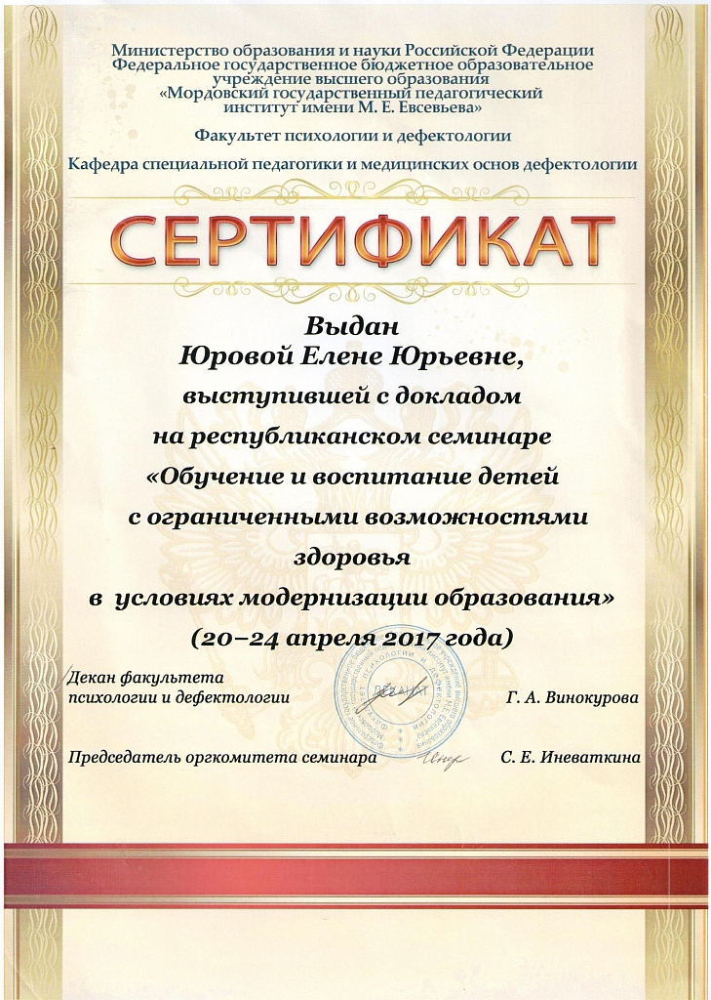 Министерство образования и науки Российской Федерации
Федеральное государственное бюджетное образовательное
учреждение высшего образования
«Мордовский государственный педагогический
институт имени М. Е. Евсевьева»
Факультет психологии и дефектологии
Кафедра специальной педагогики и медицинских основ дефектологии
СЕРТИФИКАТ
Выдан
Юровой Елене Юрьевне,
выступившей с докладом
на республиканском семинаре
«Обучение и воспитание детей
с ограниченными возможностями
здоровья
в условиях модернизации образования»
(20–24 апреля 2017 года)
Декан факультета
психологии и дефектологии
ДЕКАНАТ
Г. А. Винокурова
Председатель оргкомитета семинара
С. Е. Иневаткина